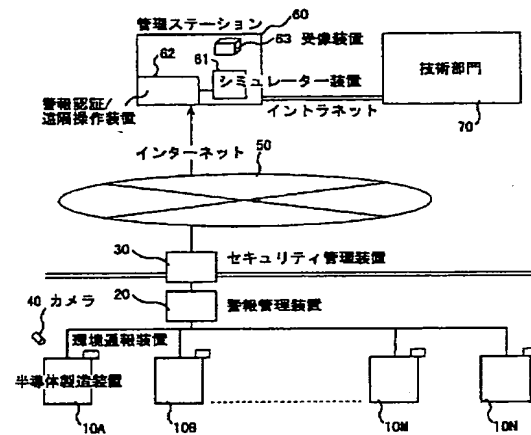 管理ステーション 60
62
63 受像装置
61
シミュレーター装置
技術部門
警報認証/
遠隔操作装置
イントラネット
70
インターネット
50
30
セキュリティ管理装置
20
警報管理装置
40 カメラ
環境通報装置
半導体製造装置
10A
10B
10M
10N